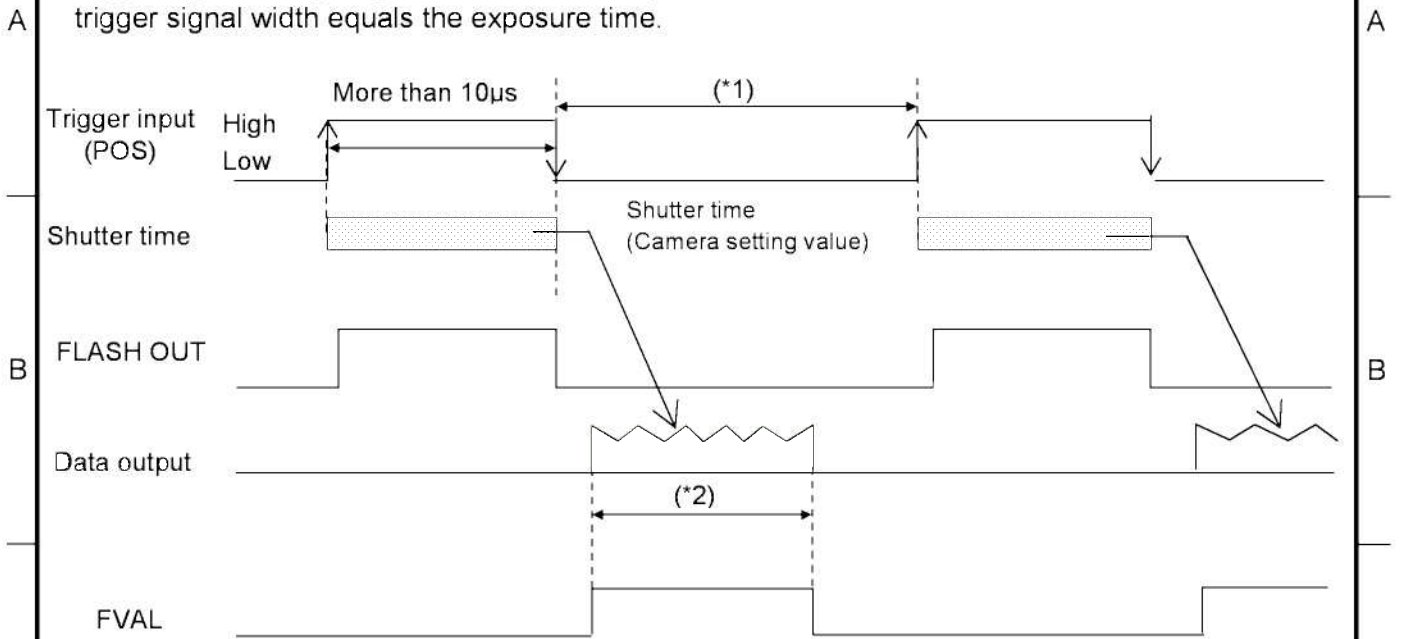 A
A
trigger signal width equals the exposure time.
More than 10μs
(*1)
Trigger input
(POS)
High
Low
Shutter time
Shutter time
(Camera setting value)
FLASH OUT
B
B
Data output
(*2)
FVAL